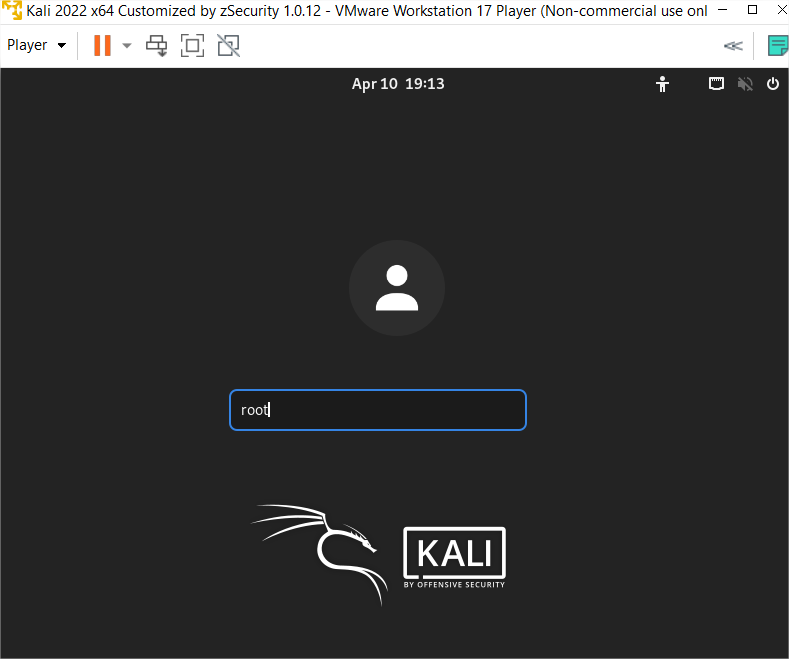 Kali 2022 x64 Customized by zSecurity 1.0.12 - VMware Workstation 17 Player (Non-commercial use onl
Player
Apr 10 19:13
root
KALI
BY OFFENSIVE SECURITY